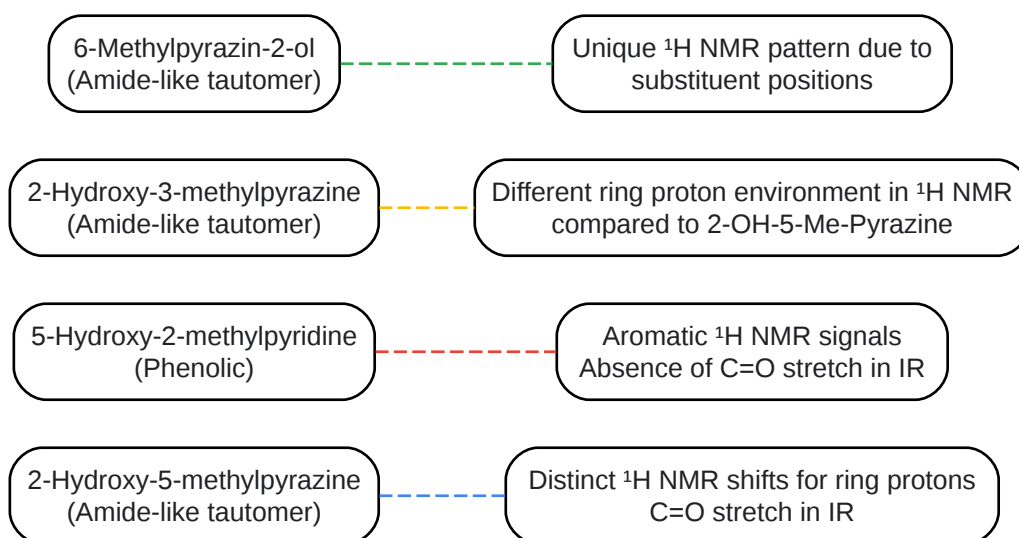 6-Methylpyrazin-2-ol
(Amide-like tautomer)
Unique ¹H NMR pattern due to
substituent positions
2-Hydroxy-3-methylpyrazine
(Amide-like tautomer)
Different ring proton environment in ¹H NMR
compared to 2-OH-5-Me-Pyrazine
5-Hydroxy-2-methylpyridine
(Phenolic)
Aromatic ¹H NMR signals
Absence of C=O stretch in IR
2-Hydroxy-5-methylpyrazine
(Amide-like tautomer)
Distinct ¹H NMR shifts for ring protons
C=O stretch in IR